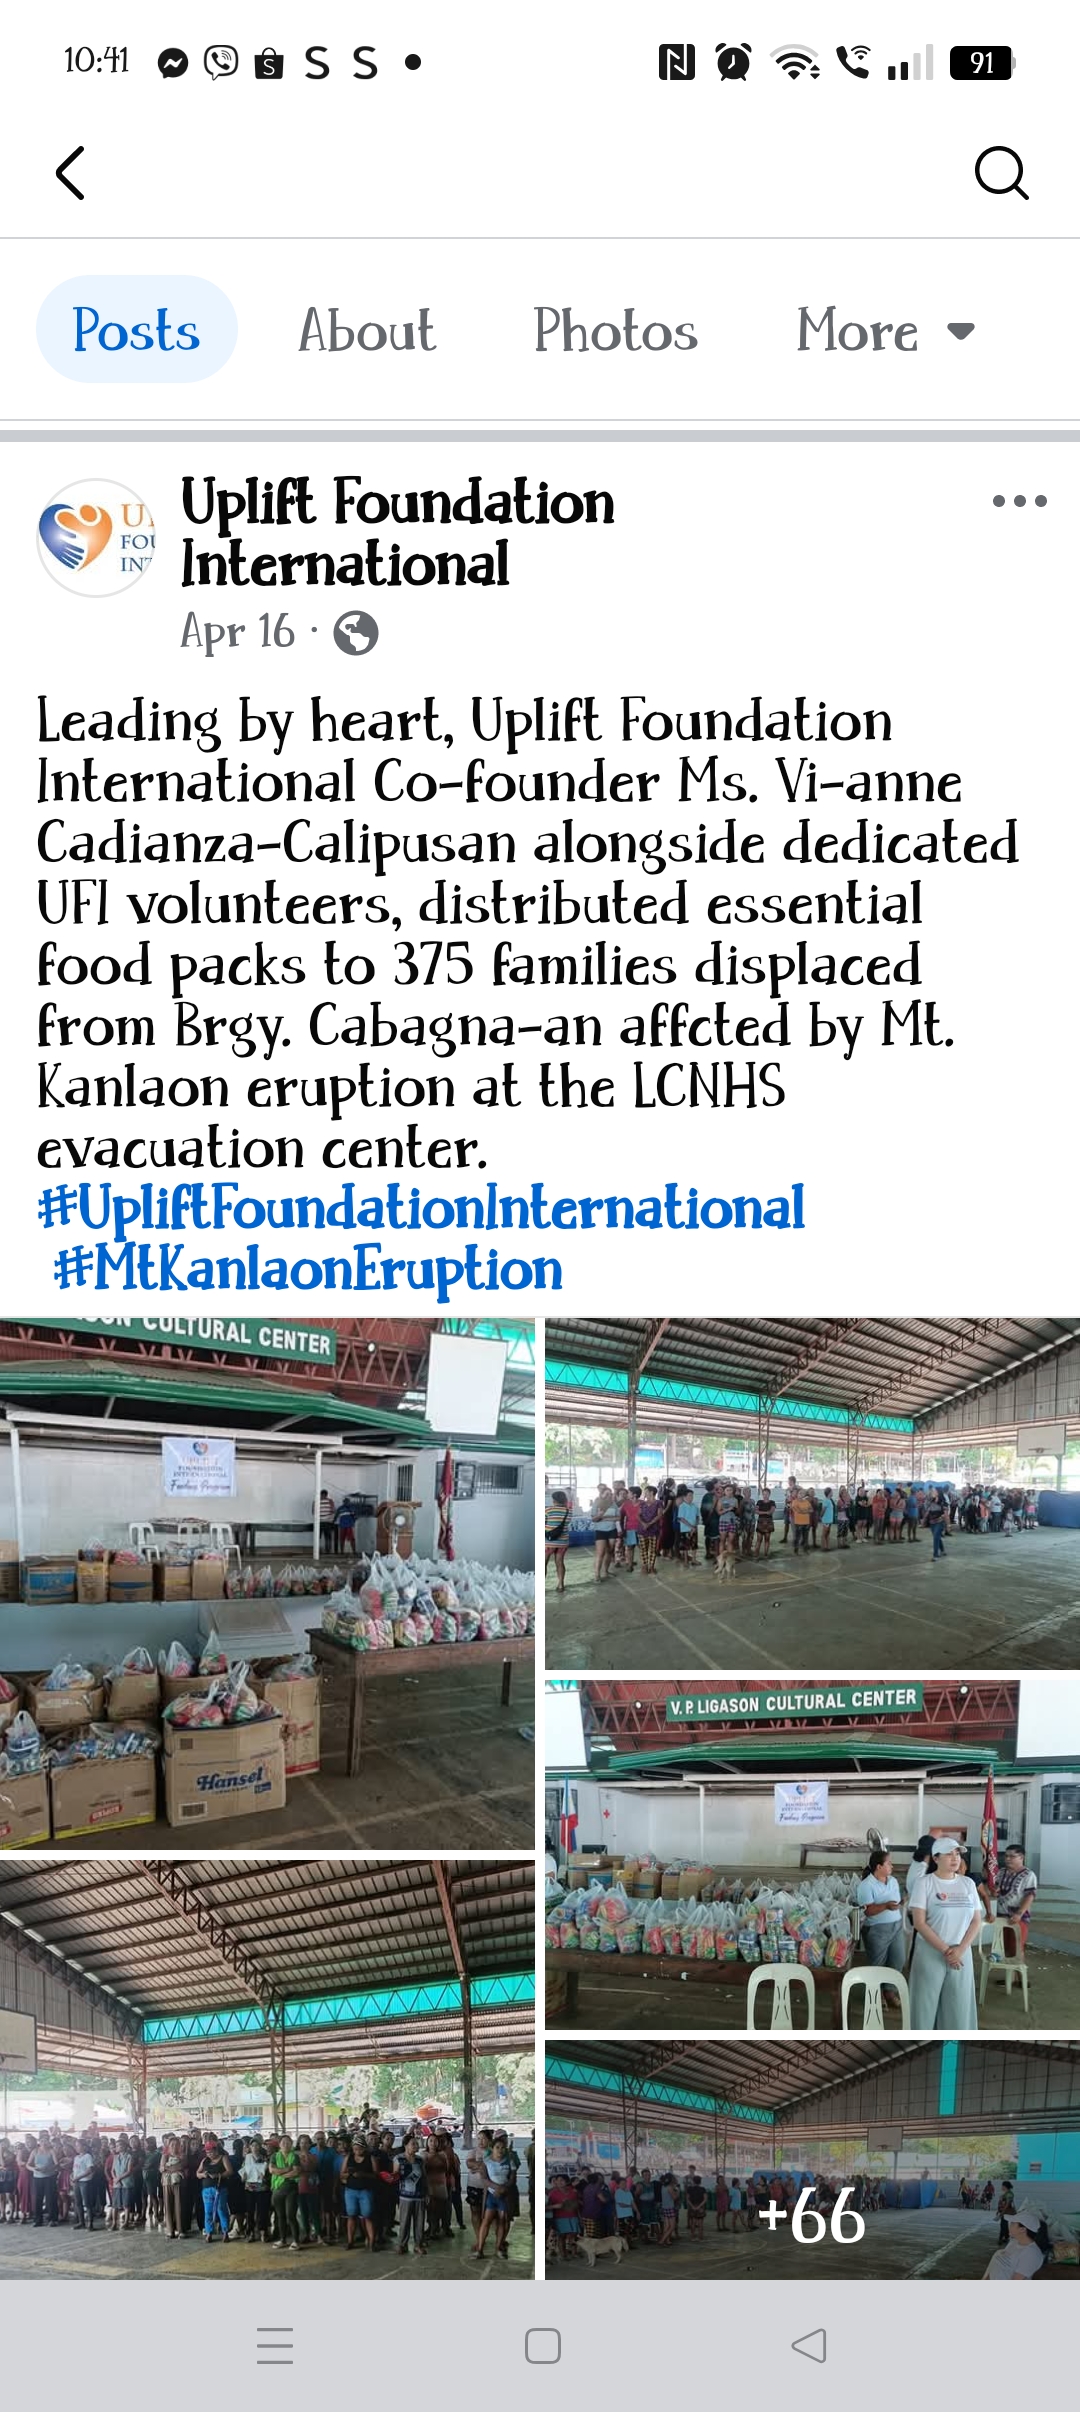 10:41
S S
91
Posts About Photos More
Uplift Foundation
International
Apr 16 ·
Leading by heart, Uplift Foundation
International Co-founder Ms. Vi-anne
Cadianza-Calipusan alongside dedicated
UFI volunteers, distributed essential
food packs to 375 families displaced
from Brgy. Cabagna-an affcted by Mt.
Kanlaon eruption at the LCNHS
evacuation center.
#UpliftFoundationInternational
#MtKanlaonEruption
CULTURAL CENTER
FOUNDATION
INTERNATIONAL
Hansel
V. P. LIGASON CULTURAL CENTER
+66